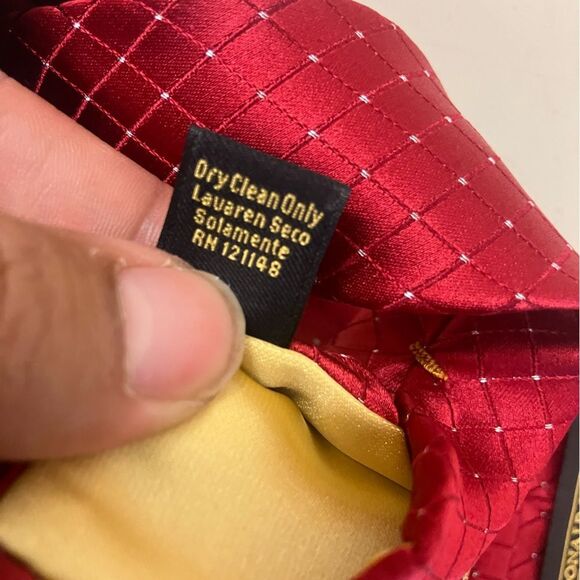 Dry Clean Only
Lavaren Seco
Solamente
RN 121148